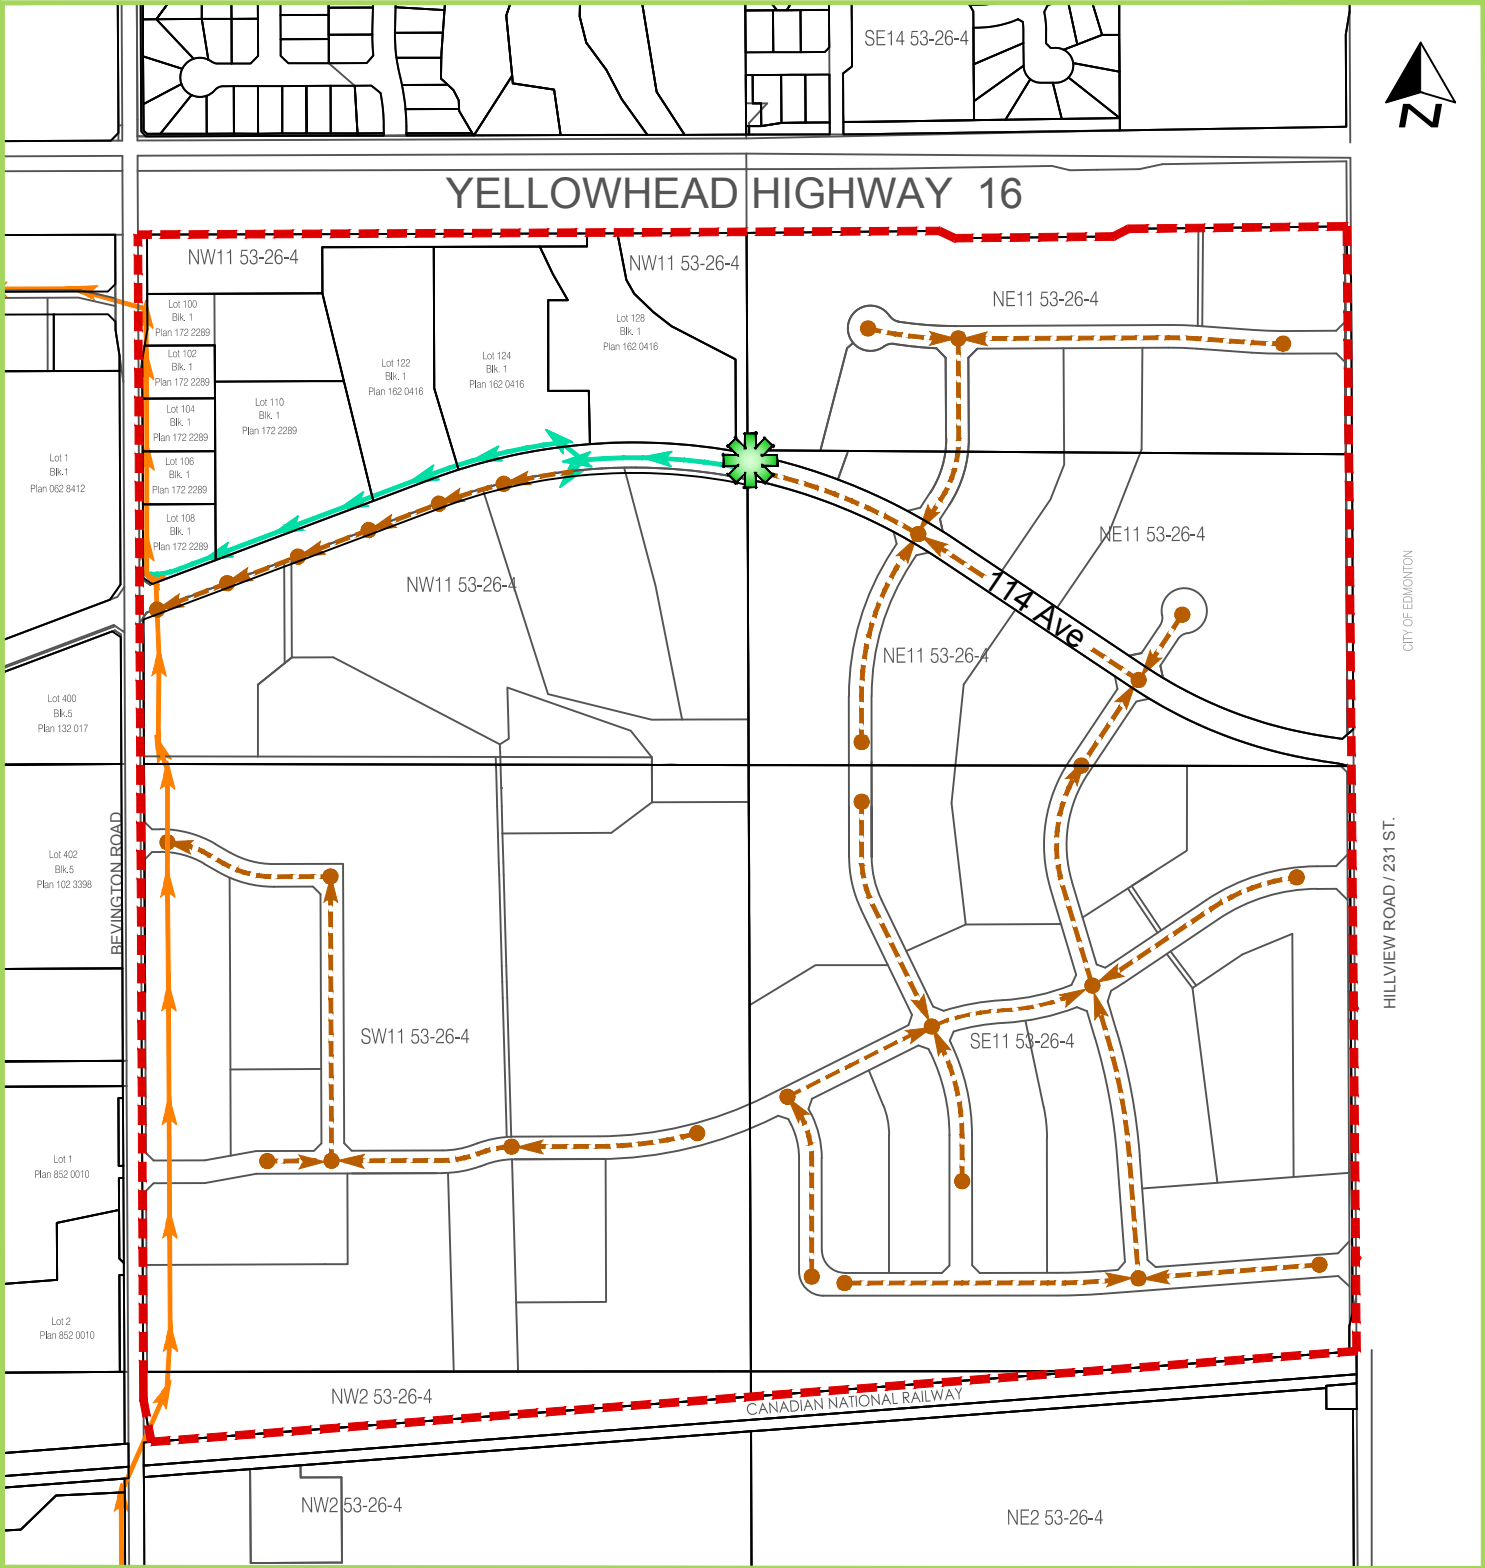 SE14 53-26-4
N
YELLOWHEAD HIGHWAY 16
NW11 53-26-4
NW11 53-26-4
NE11 53-26-4
Lot 100
Blk. 1
Plan 172 2289
Lot 102
Blk. 1
Plan 172 2289
Lot 104
Blk. 1
Plan 172 2289
Lot 106
Blk. 1
Plan 172 2289
Lot 108
Blk. 1
Plan 172 2289
Lot 110
Blk. 1
Plan 172 2289
Lot 122
Blk. 1
Plan 162 0416
Lot 124
Blk. 1
Plan 162 0416
Lot 128
Blk. 1
Plan 162 0416
Lot 1
Blk.1
Plan 062 8412
NE11 53-26-4
NW11 53-26-4
114 Ave
CITY OF EDMONTON
NE11 53-26-4
Lot 400
Blk.5
Plan 132 017
Lot 402
Blk.5
Plan 102 3398
BEVINGTON ROAD
HILLVIEW ROAD / 231 ST.
SW11 53-26-4
SE11 53-26-4
Lot 1
Plan 852 0010
Lot 2
Plan 852 0010
NW2 53-26-4
CANADIAN NATIONAL RAILWAY
NW2 53-26-4
NE2 53-26-4